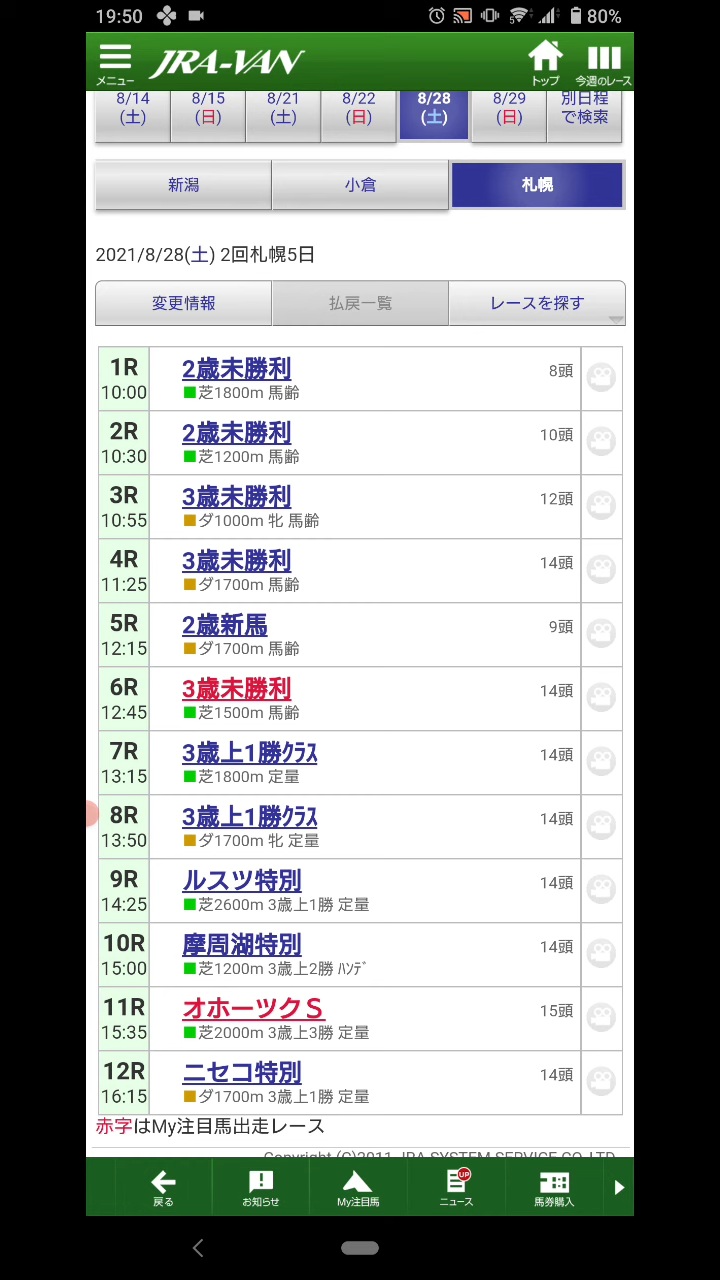 19:50
80%
JRA-VAN
メニュー
トップ
今週のレース
8/14
(土)
8/15
(日)
8/21
(土)
8/22
(日)
8/28
(土)
8/29
(日)
別日程
で検索
新潟
小倉
札幌
2021/8/28(土) 2回札幌5日
変更情報
払戻一覧
レースを探す
1R 2歳未勝利 8頭
10:00 芝1800m 馬齢
2R 2歳未勝利 10頭
10:30 芝1200m 馬齢
3R 3歳未勝利 12頭
10:55 ダ1000m 牝 馬齢
4R 3歳未勝利 14頭
11:25 ダ1700m 馬齢
5R 2歳新馬 9頭
12:15 ダ1700m 馬齢
6R 3歳未勝利 14頭
12:45 芝1500m 馬齢
7R 3歳上1勝ｸﾗｽ 14頭
13:15 芝1800m 定量
8R 3歳上1勝ｸﾗｽ 14頭
13:50 ダ1700m 牝 定量
9R ルスツ特別 14頭
14:25 芝2600m 3歳上1勝 定量
10R 摩周湖特別 14頭
15:00 芝1200m 3歳上2勝 ﾊﾝﾃﾞ
11R オホーツクＳ 15頭
15:35 芝2000m 3歳上3勝 定量
12R ニセコ特別 14頭
16:15 ダ1700m 3歳上1勝 定量
赤字はMy注目馬出走レース
Copyright (C)2011 JRA SYSTEM SERVICE CO.,LTD.
戻る
お知らせ
My注目馬
UP
ニュース
馬券購入